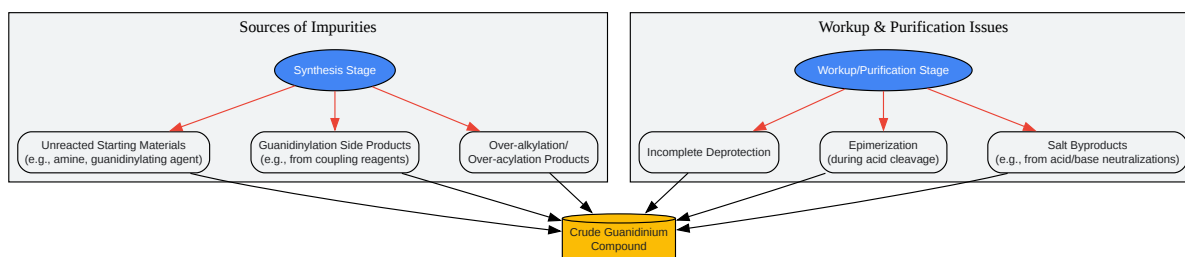 Sources of Impurities
Synthesis Stage
Unreacted Starting Materials
(e.g., amine, guanidinylating agent)
Guanidinylation Side Products
(e.g., from coupling reagents)
Over-alkylation/
Over-acylation Products
Workup & Purification Issues
Workup/Purification Stage
Incomplete Deprotection
Epimerization
(during acid cleavage)
Salt Byproducts
(e.g., from acid/base neutralizations)
Crude Guanidinium
Compound